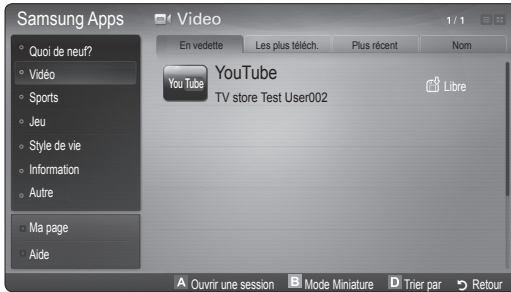 Samsung Apps
Video
1 / 1
Quoi de neuf?
Vidéo
Sports
Jeu
Style de vie
Information
Autre
Ma page
Aide
En vedette
Les plus téléch.
Plus récent
Nom
You Tube
YouTube
TV store Test User002
Libre
A Ouvrir une session B Mode Miniature D Trier par Retour